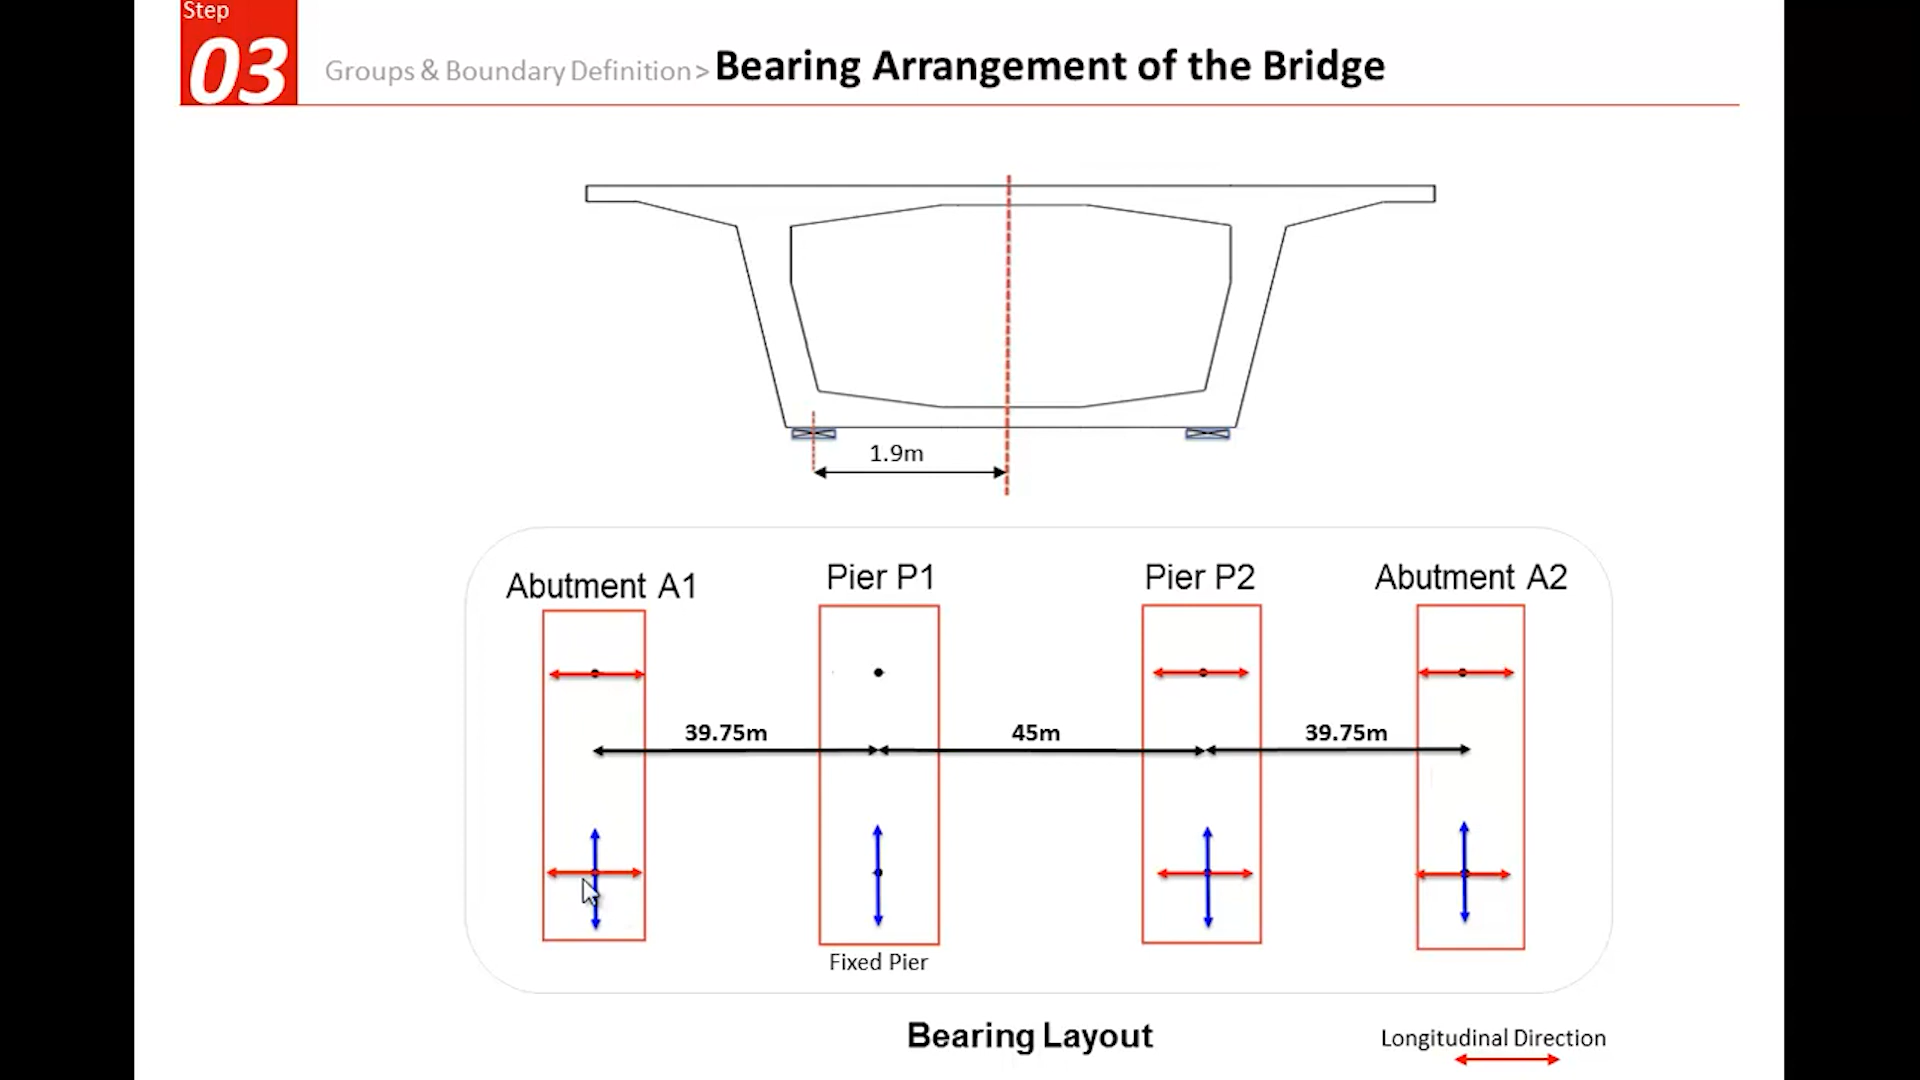 Step
03
Groups & Boundary Definition> Bearing Arrangement of the Bridge
1.9m
Abutment A1
Pier P1
Pier P2
Abutment A2
39.75m
45m
39.75m
Fixed Pier
Bearing Layout
Longitudinal Direction